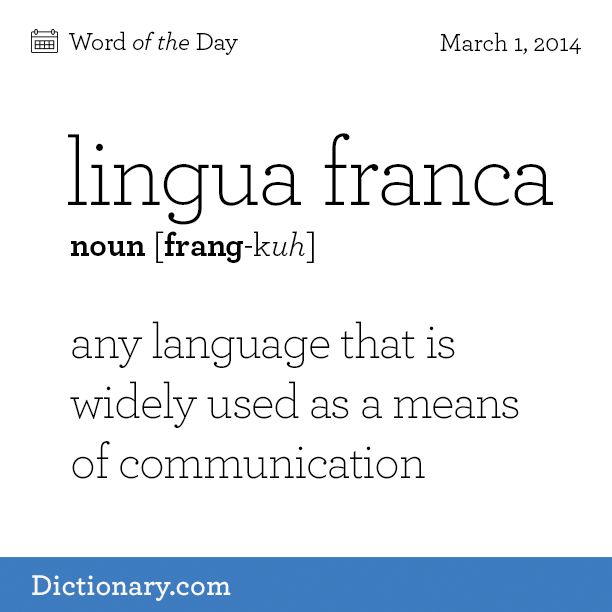 Word of the Day
March 1, 2014
lingua franca
noun [frang-kuh]
any language that is
widely used as a means
of communication
Dictionary.com